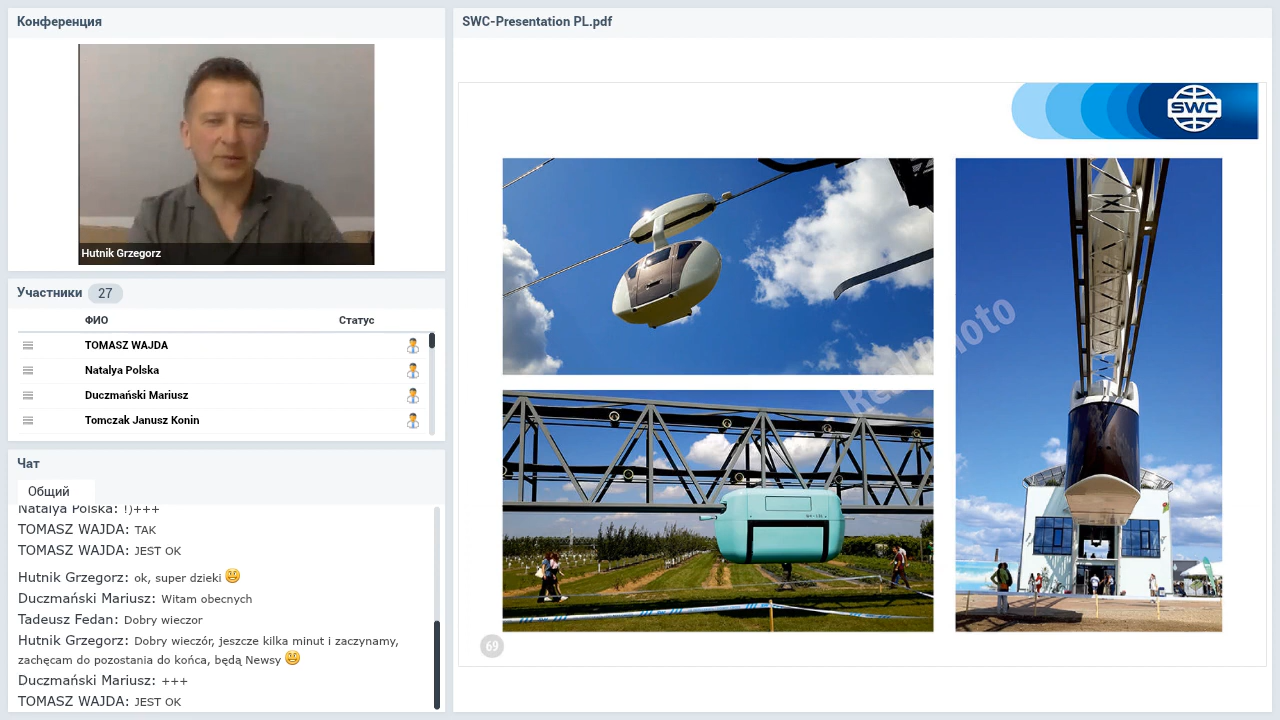 Конференция
Hutnik Grzegorz
Участники 27
ФИО Статус
TOMASZ WAJDA
Natalya Polska
Duczmański Mariusz
Tomczak Janusz Konin
Чат
Общий
Natalya Polska: !)+++
TOMASZ WAJDA: TAK
TOMASZ WAJDA: JEST OK
Hutnik Grzegorz: ok, super dzieki
Duczmański Mariusz: Witam obecnych
Tadeusz Fedan: Dobry wieczor
Hutnik Grzegorz: Dobry wieczór, jeszcze kilka minut i zaczynamy,
zachęcam do pozostania do końca, będą Newsy
Duczmański Mariusz: +++
TOMASZ WAJDA: JEST OK
SWC-Presentation PL.pdf
SWC
69